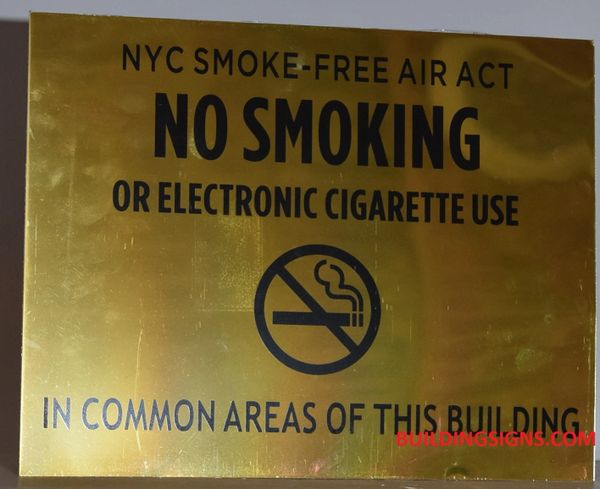 NYC SMOKE-FREE AIR ACT
NO SMOKING
OR ELECTRONIC CIGARETTE USE
IN COMMON AREAS OF THIS BUILDING
BUILDINGSIGNS.COM